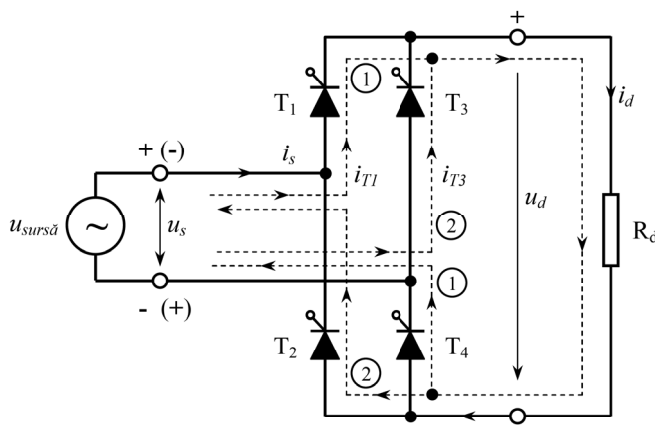 +
1
T1
T3
id
+ (-)
is
iT1
iT3
usursă
~
us
ud
2
Rd
- (+)
1
T2
T4
2
-